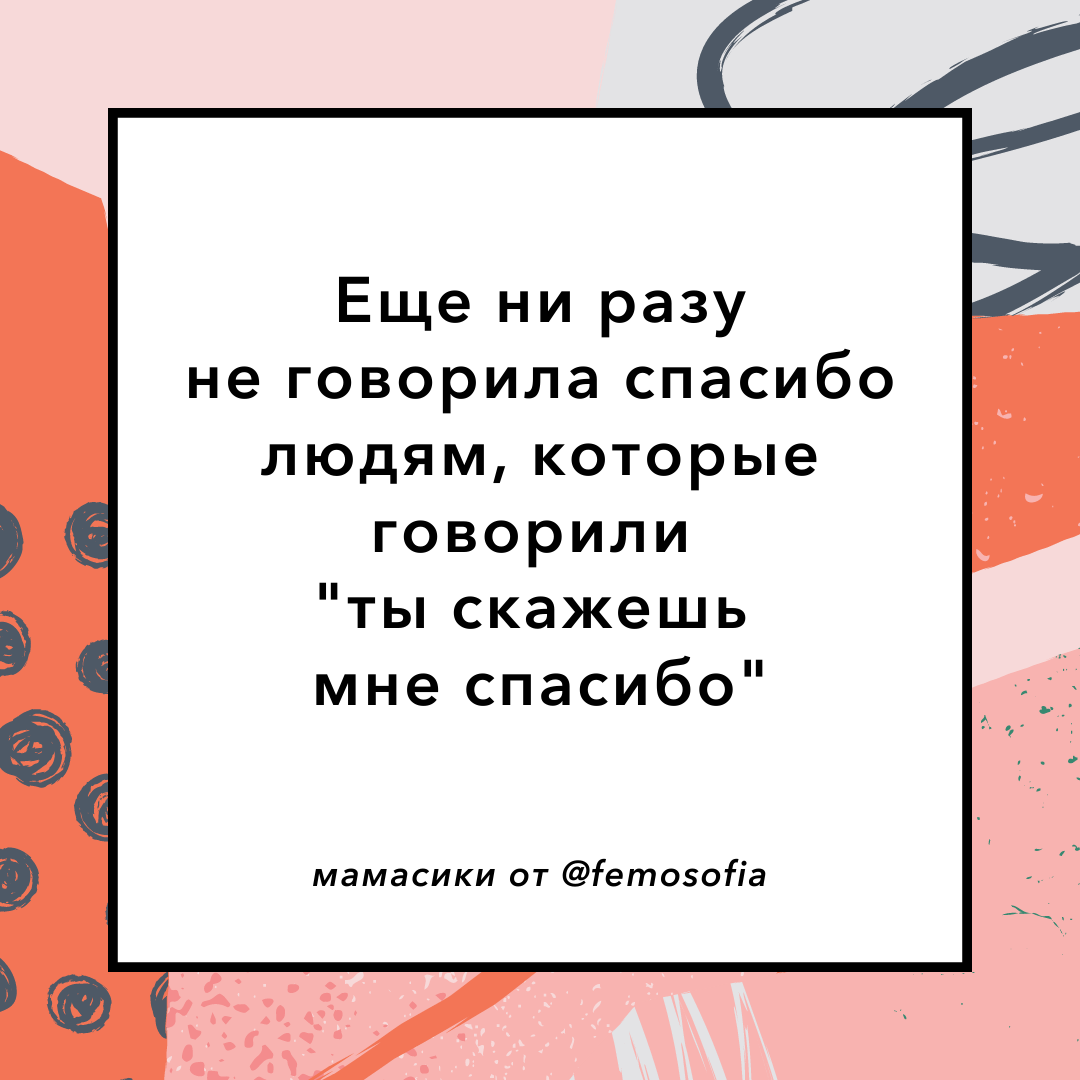 Еще ни разу
не говорила спасибо
людям, которые
говорили
"ты скажешь
мне спасибо"
мамасики от @femosofia